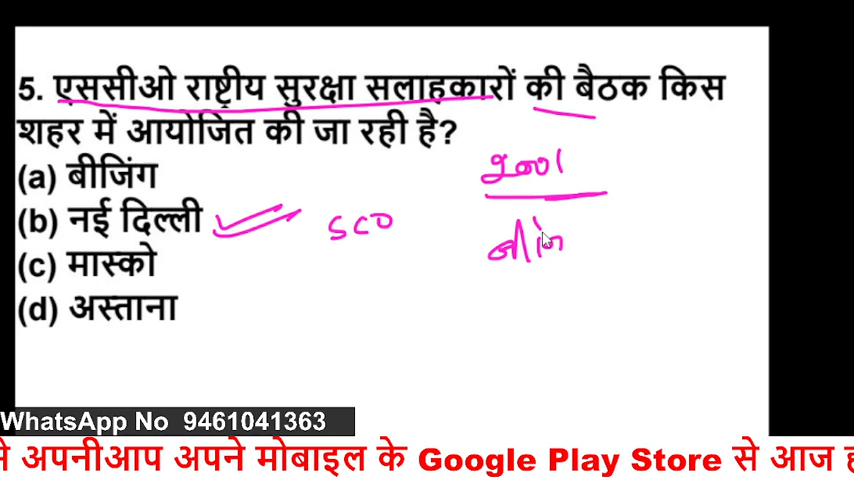 5. एससीओ राष्ट्रीय सुरक्षा सलाहकारों की बैठक किस
शहर में आयोजित की जा रही है?
(a) बीजिंग
(b) नई दिल्ली
(c) मास्को
(d) अस्ताना
2001
SCO
WhatsApp No 9461041363
से अपनीआप अपने मोबाइल के Google Play Store से आज